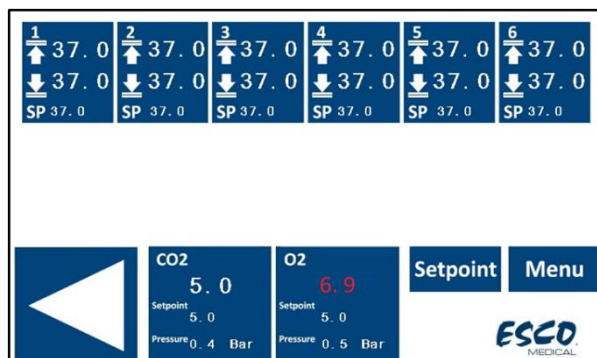 1 2 3 4 5 6
37.0 37.0 37.0 37.0 37.0 37.0
37.0 37.0 37.0 37.0 37.0 37.0
SP 37.0 SP 37.0 SP 37.0 SP 37.0 SP 37.0 SP 37.0
CO2
5.0
Setpoint
5.0
Pressure 0.4 Bar
O2
6.9
Setpoint
5.0
Pressure 0.5 Bar
Setpoint
Menu
ESCO
MEDICAL